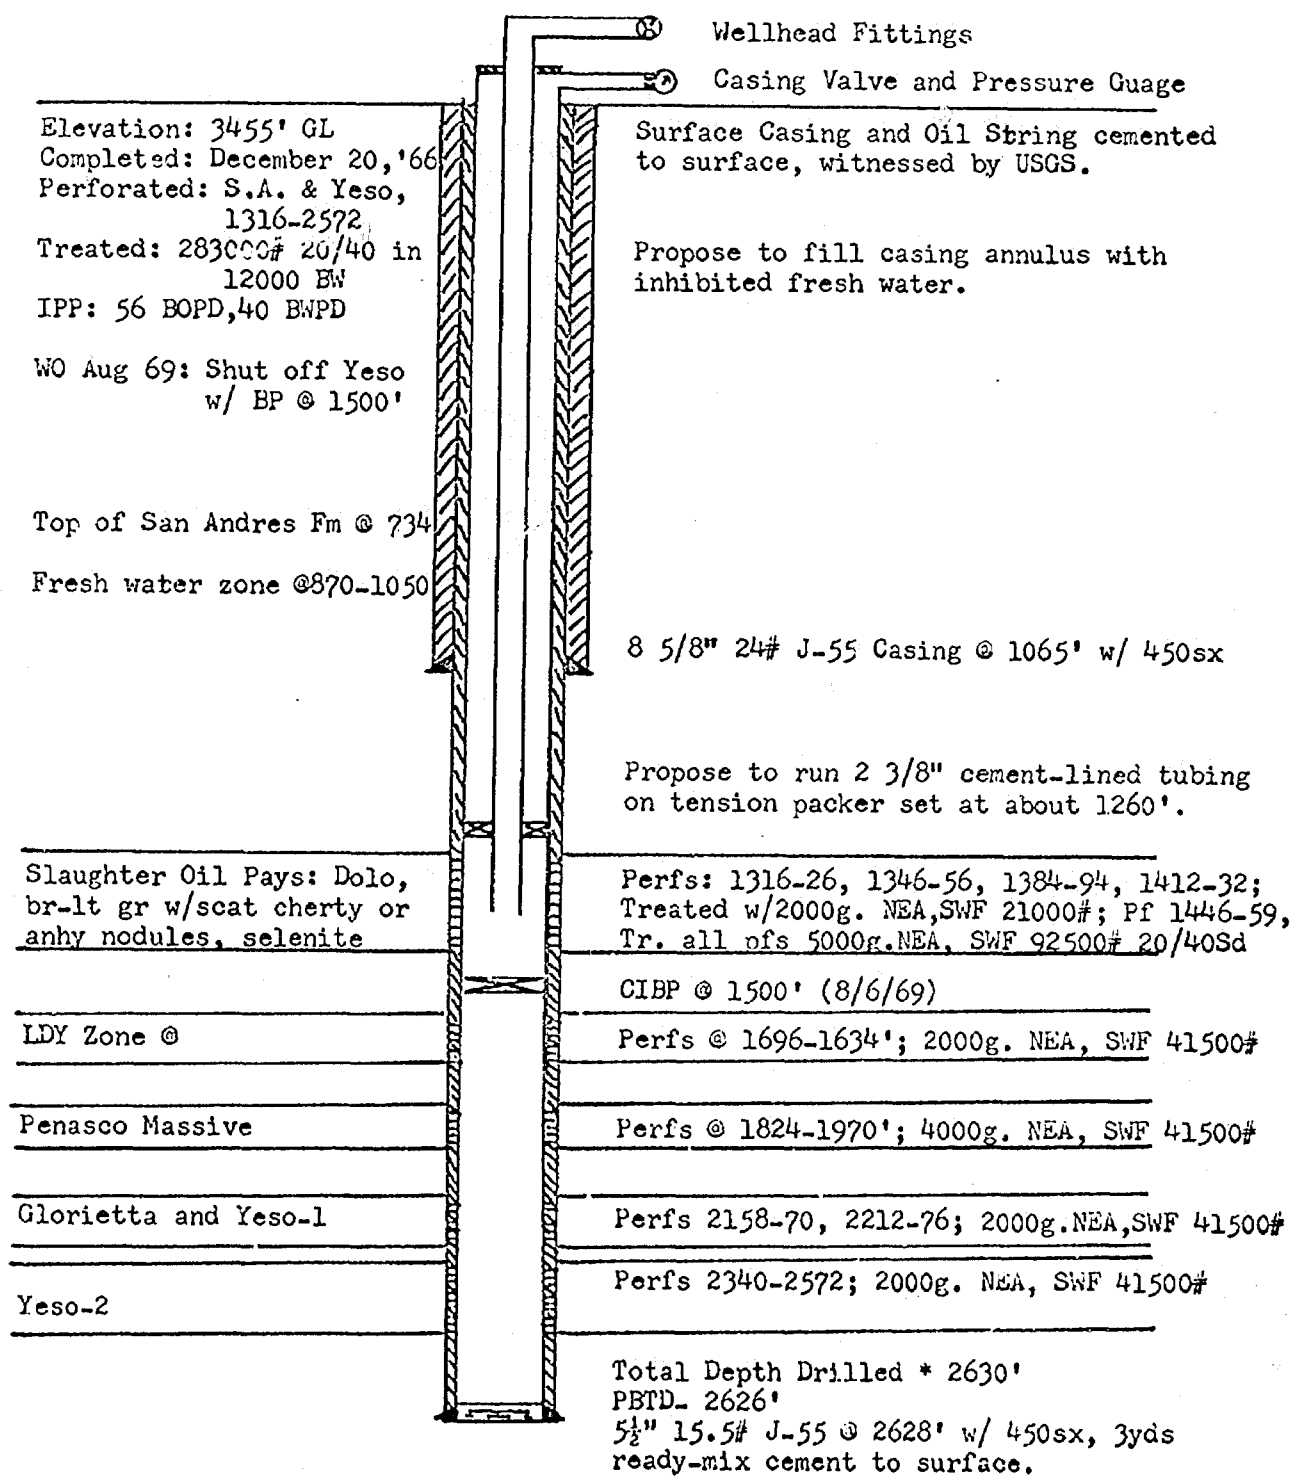 Wellhead Fittings
Casing Valve and Pressure Guage
Elevation: 3455' GL
Completed: December 20,'66
Perforated: S.A. & Yeso,
1316-2572
Treated: 283000# 20/40 in
12000 BW
IPP: 56 BOPD,40 BWPD
WO Aug 69: Shut off Yeso
w/ BP @ 1500'
Top of San Andres Fm @ 734
Fresh water zone @870-1050
Surface Casing and Oil String cemented
to surface, witnessed by USGS.
Propose to fill casing annulus with
inhibited fresh water.
8 5/8" 24# J-55 Casing @ 1065' w/ 450sx
Propose to run 2 3/8" cement-lined tubing
on tension packer set at about 1260'.
Slaughter Oil Pays: Dolo,
br-lt gr w/scat cherty or
anhy nodules, selenite
Perfs: 1316-26, 1346-56, 1384-94, 1412-32;
Treated w/2000g. NEA,SWF 21000#; Pf 1446-59,
Tr. all pfs 5000g.NEA, SWF 92500# 20/40Sd
CIBP @ 1500' (8/6/69)
LDY Zone @
Perfs @ 1696-1634'; 2000g. NEA, SWF 41500#
Penasco Massive
Perfs @ 1824-1970'; 4000g. NEA, SWF 41500#
Glorietta and Yeso-1
Perfs 2158-70, 2212-76; 2000g.NEA,SWF 41500#
Yeso-2
Perfs 2340-2572; 2000g. NEA, SWF 41500#
Total Depth Drilled * 2630'
PBTD- 2626'
5½" 15.5# J-55 @ 2628' w/ 450sx, 3yds
ready-mix cement to surface.